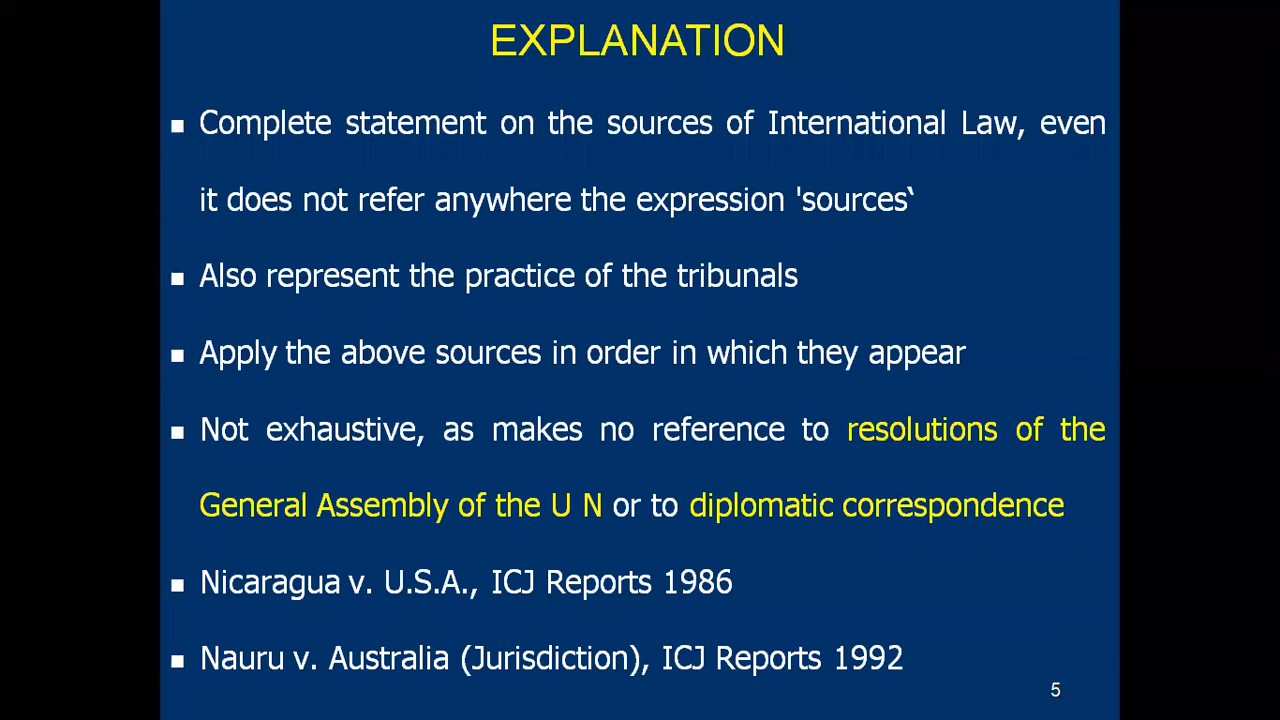 EXPLANATION
▪ Complete statement on the sources of International Law, even
it does not refer anywhere the expression 'sources‘
▪ Also represent the practice of the tribunals
▪ Apply the above sources in order in which they appear
▪ Not exhaustive, as makes no reference to resolutions of the
General Assembly of the U N or to diplomatic correspondence
▪ Nicaragua v. U.S.A., ICJ Reports 1986
▪ Nauru v. Australia (Jurisdiction), ICJ Reports 1992
5